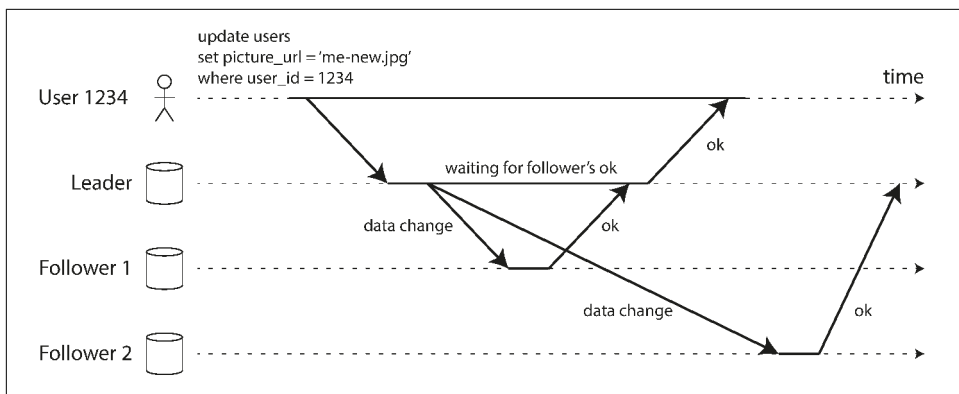 update users
set picture_url = ‘me-new.jpg’
where user_id = 1234
time
User 1234
ok
waiting for follower’s ok
Leader
data change
ok
Follower 1
data change
ok
Follower 2